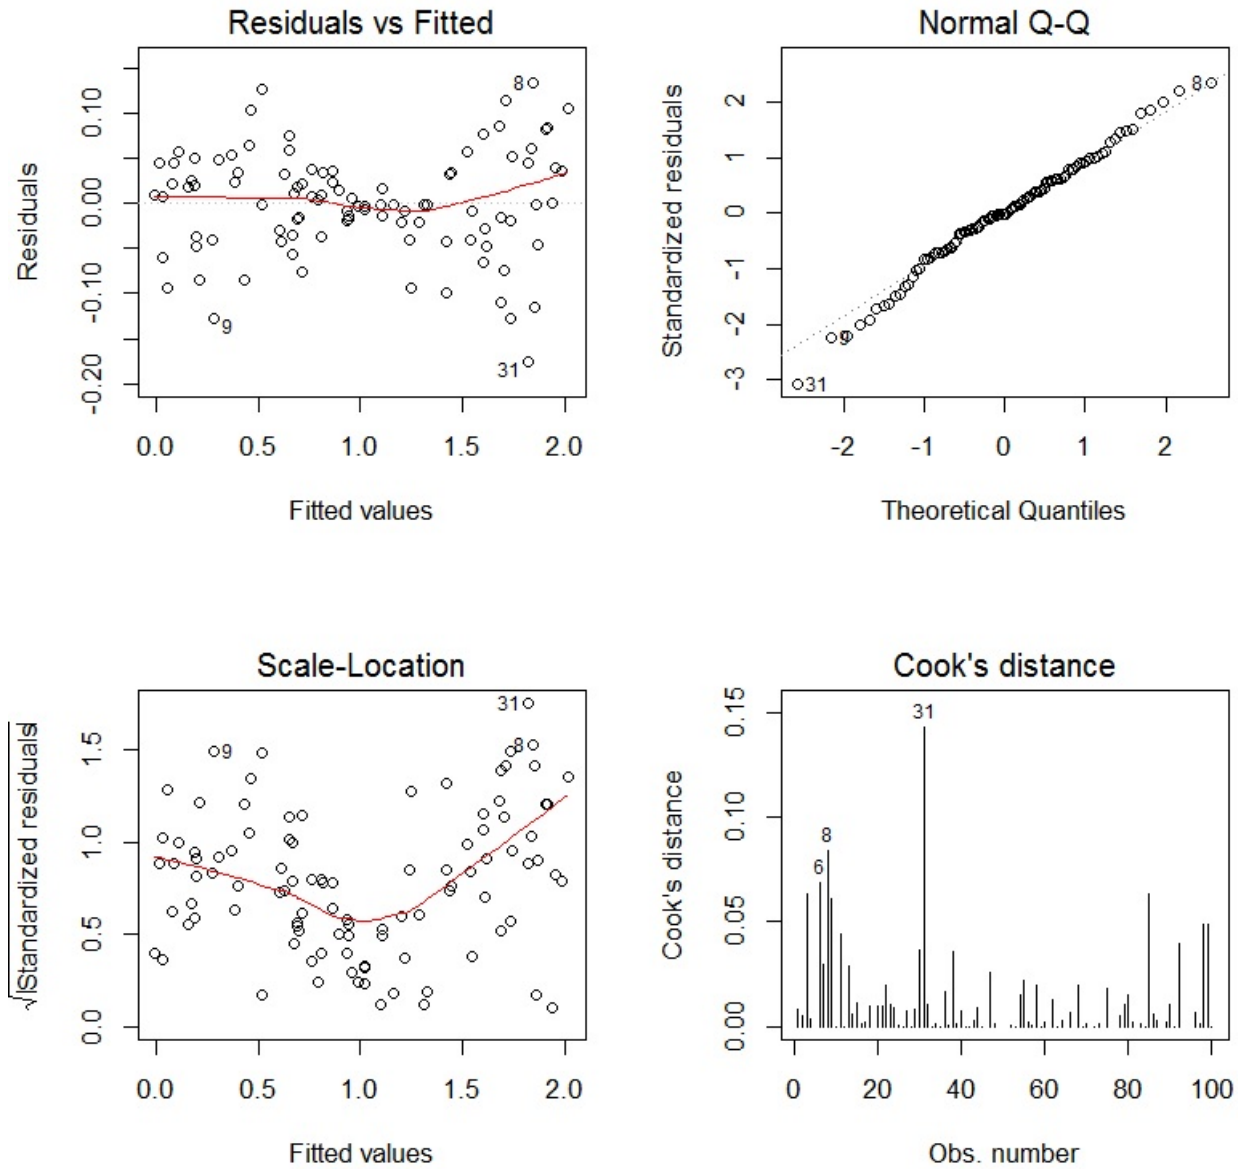 Residuals vs Fitted
Residuals
0.10
0.00
-0.10
-0.20
8
9
31
0.0 0.5 1.0 1.5 2.0
Fitted values
Normal Q-Q
Standardized residuals
2
1
0
-1
-2
-3
8
9
31
-2 -1 0 1 2
Theoretical Quantiles
Scale-Location
√|Standardized residuals|
1.5
1.0
0.5
0.0
31
8
9
0.0 0.5 1.0 1.5 2.0
Fitted values
Cook's distance
Cook's distance
0.15
0.10
0.05
0.00
31
8
6
0 20 40 60 80 100
Obs. number